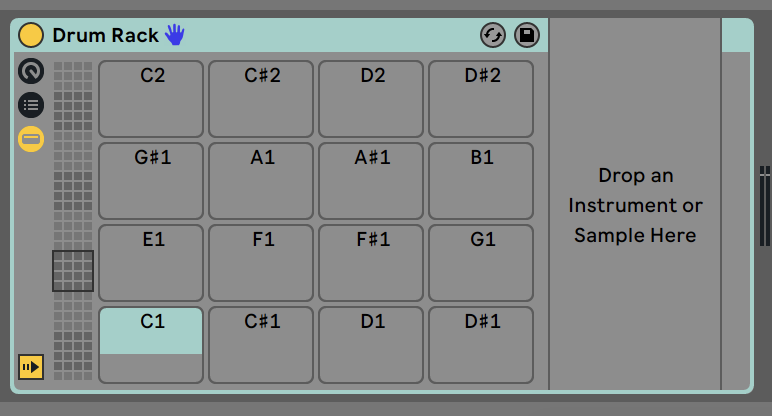 Drum Rack
C2 C♯2 D2 D♯2
G♯1 A1 A♯1 B1
E1 F1 F♯1 G1
C1 C♯1 D1 D♯1
Drop an
Instrument or
Sample Here